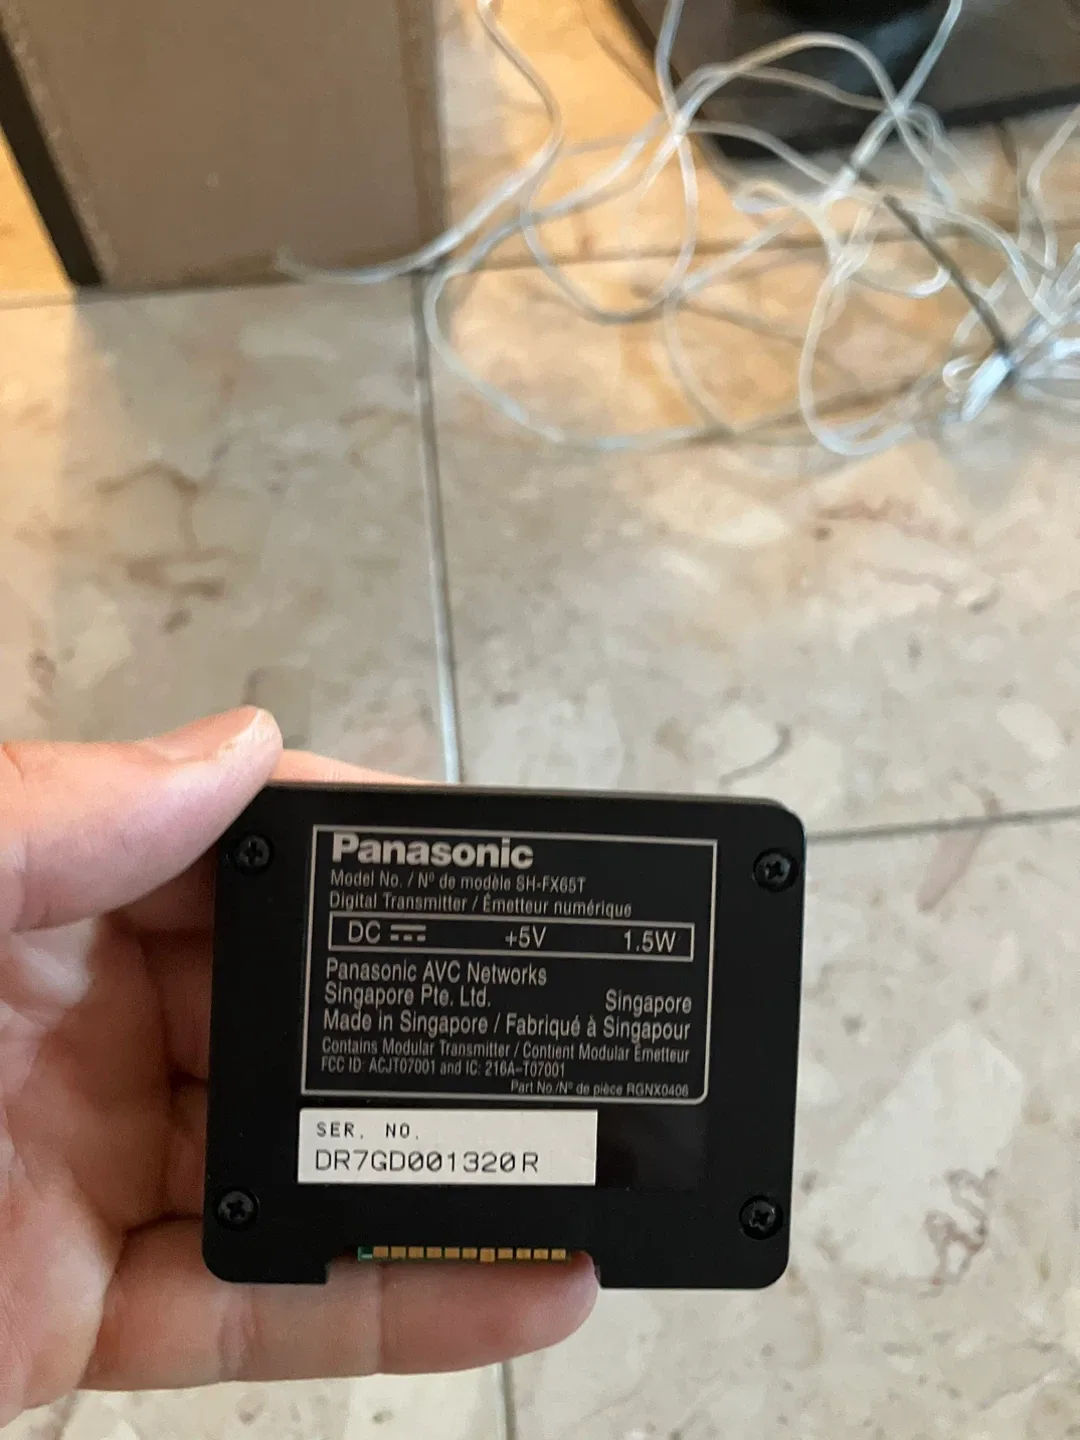 Panasonic
Model No. / Nº de modèle SH-FX65T
Digital Transmitter / Émetteur numérique
DC +5V 1.5W
Panasonic AVC Networks
Singapore Pte. Ltd. Singapore
Made in Singapore / Fabriqué à Singapour
Contains Modular Transmitter / Contient Modular Émetteur
FCC ID: ACJT07001 and IC: 216A-T07001
Part No./Nº de pièce RGNX0406
SER. NO.
DR7GD001320R